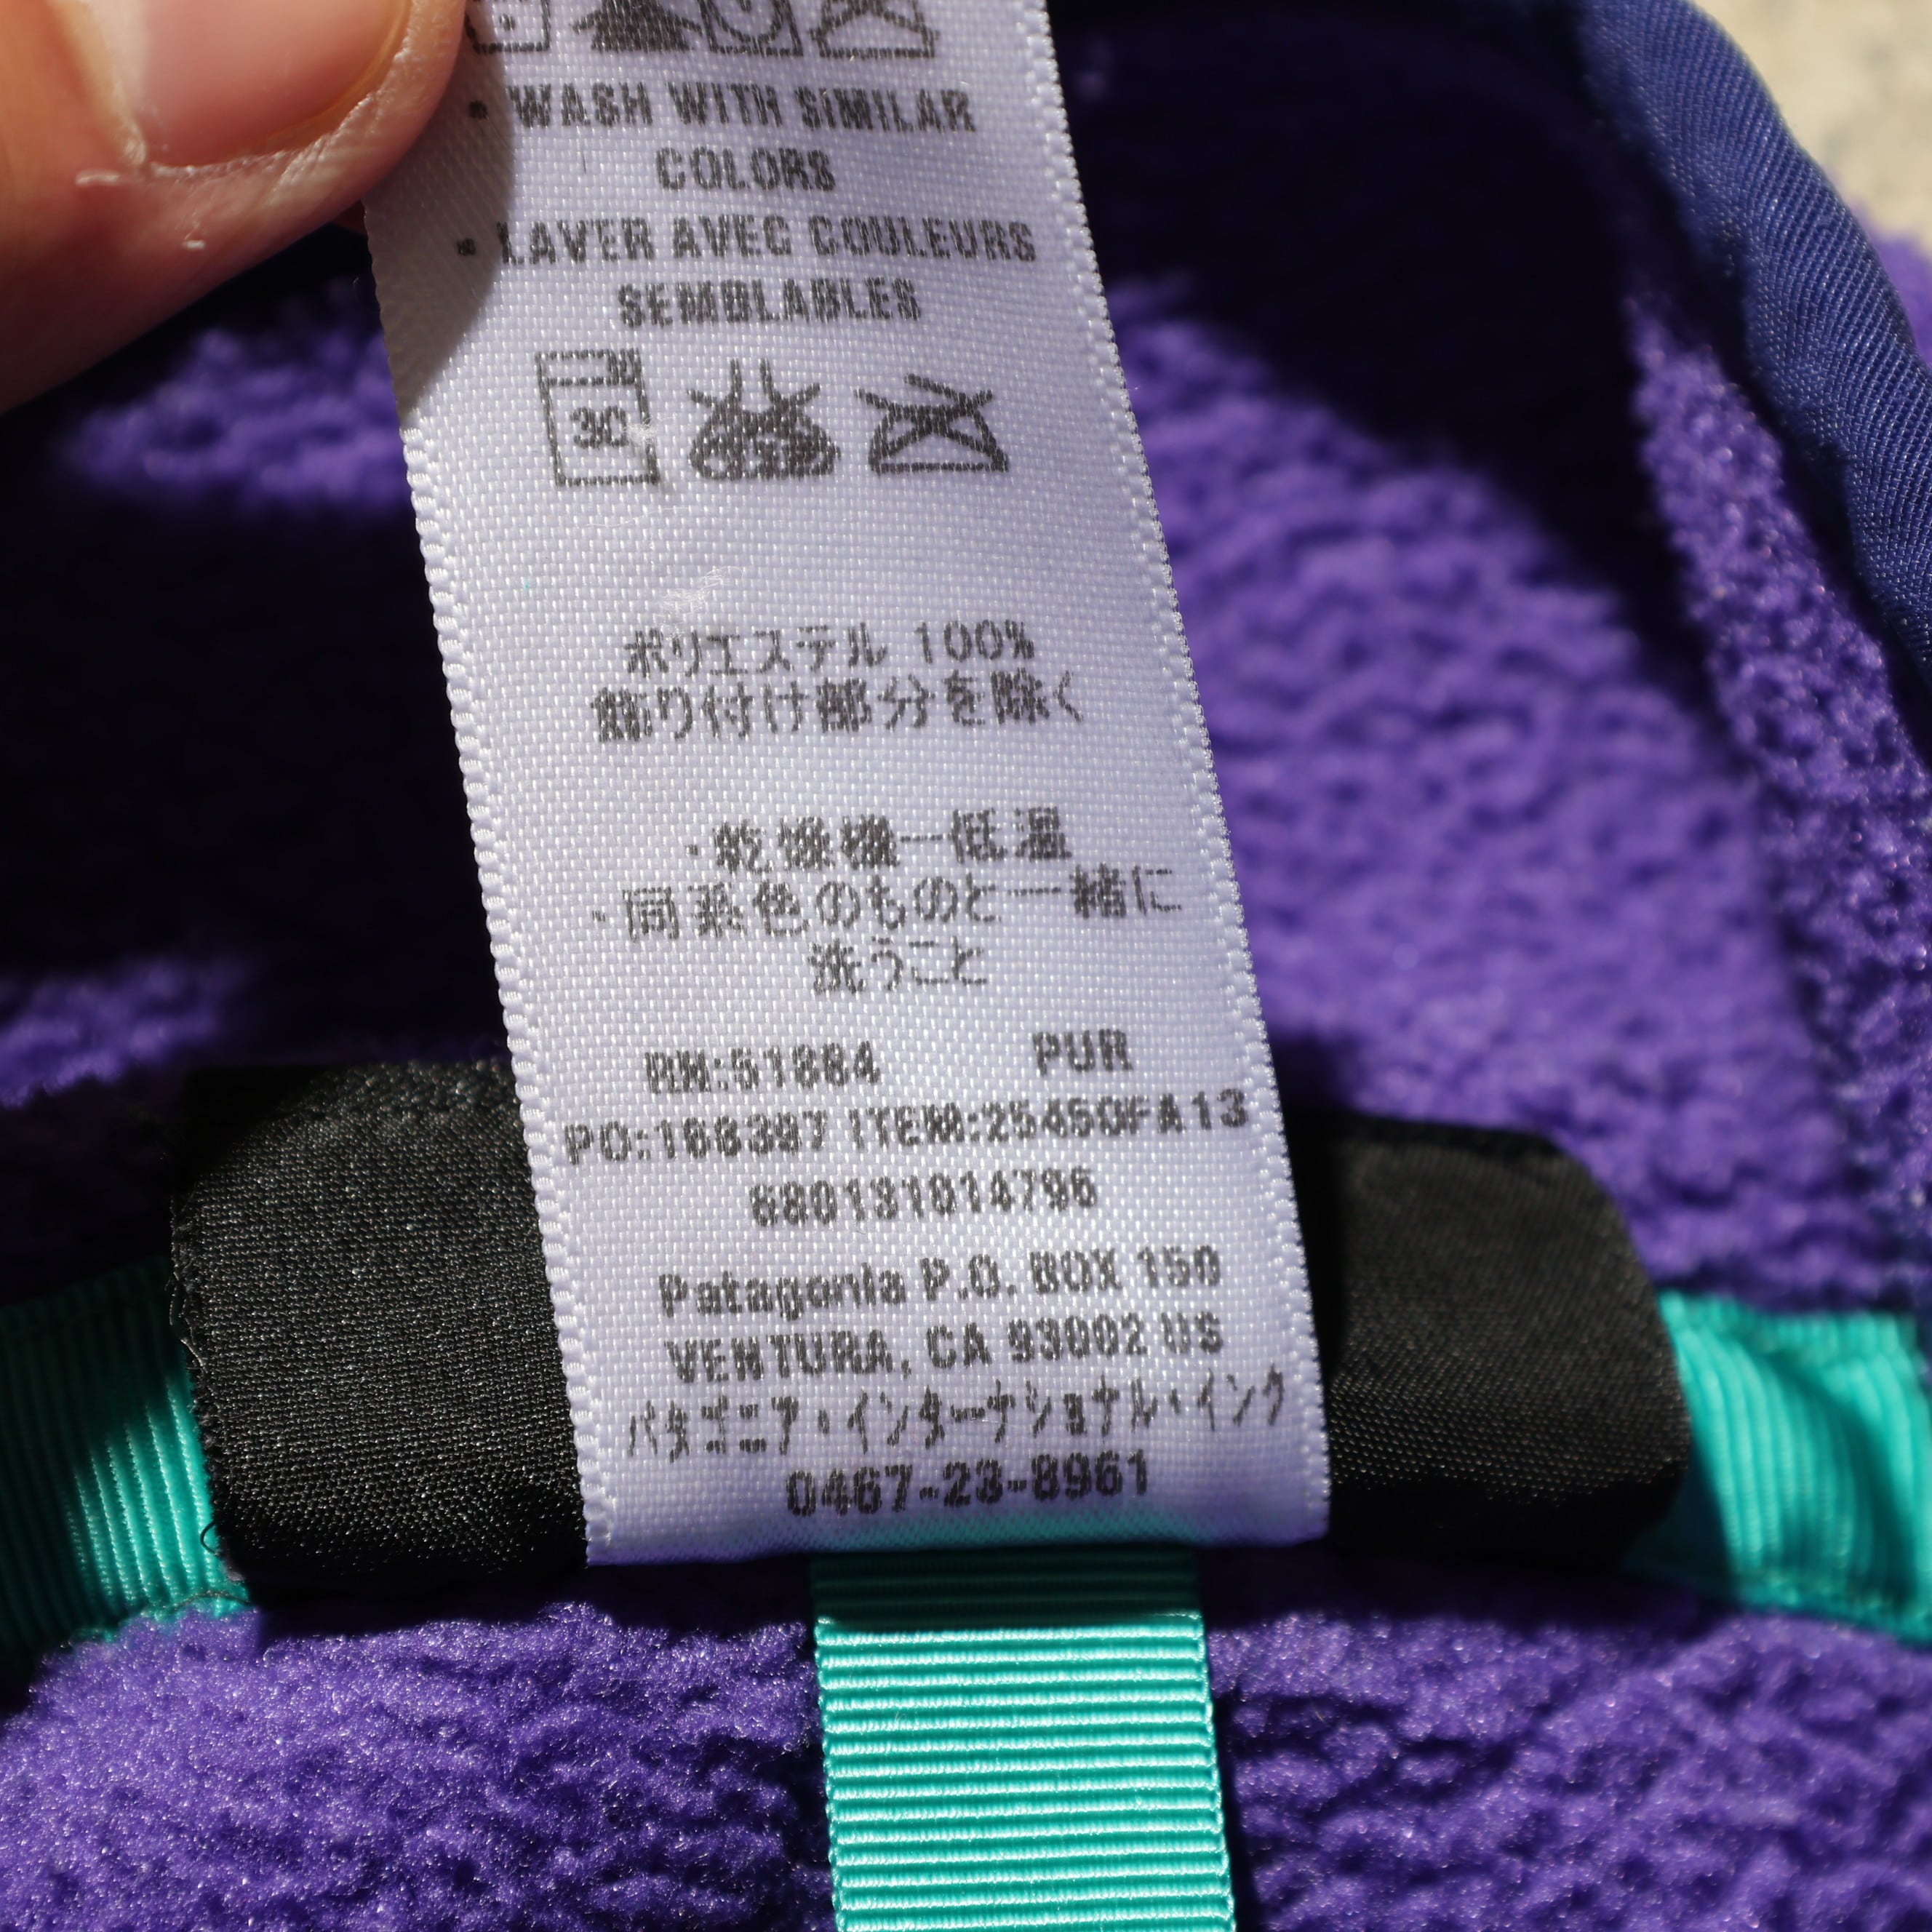 • WASH WITH SIMILAR
COLORS
• LAVER AVEC COULEURS
SEMBLABLES
30
ポリエステル 100%
飾り付け部分を除く
・乾燥機ー低温
・同系色のものと一緒に
洗うこと
RN:51884 PUR
PO:168397 ITEM:25450FA13
680131014796
Patagonia P.O. BOX 150
VENTURA, CA 93002 US
パタゴニア・インターナショナル・インク
0467-23-8961